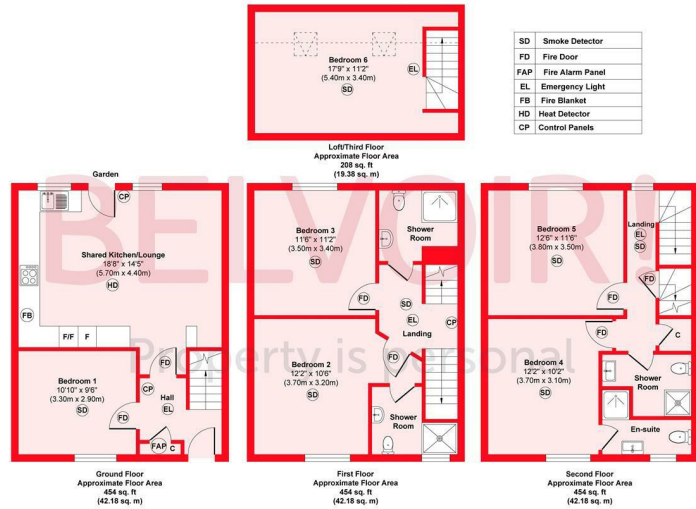 Bedroom 6
17'9" x 11'2"
(5.40m x 3.40m)
SD
EL
Loft/Third Floor
Approximate Floor Area
208 sq. ft
(19.38 sq. m)
SD Smoke Detector
FD Fire Door
FAP Fire Alarm Panel
EL Emergency Light
FB Fire Blanket
HD Heat Detector
CP Control Panels
BELVOIR!
Property is personal
Garden
CP
Shared Kitchen/Lounge
18'8" x 14'5"
(5.70m x 4.40m)
HD
FB
F/F
F
FD
Bedroom 1
10'10" x 9'6"
(3.30m x 2.90m)
SD
FD
CP
Hall
EL
FAP
C
Ground Floor
Approximate Floor Area
454 sq. ft
(42.18 sq. m)
Bedroom 3
11'6" x 11'2"
(3.50m x 3.40m)
SD
FD
Shower
Room
SD
EL
Landing
CP
Bedroom 2
12'2" x 10'6"
(3.70m x 3.20m)
SD
FD
Shower
Room
First Floor
Approximate Floor Area
454 sq. ft
(42.18 sq. m)
Bedroom 5
12'6" x 11'6"
(3.80m x 3.50m)
SD
FD
Landing
EL
SD
FD
C
Bedroom 4
12'2" x 10'2"
(3.70m x 3.10m)
SD
FD
Shower
Room
En-suite
Second Floor
Approximate Floor Area
454 sq. ft
(42.18 sq. m)